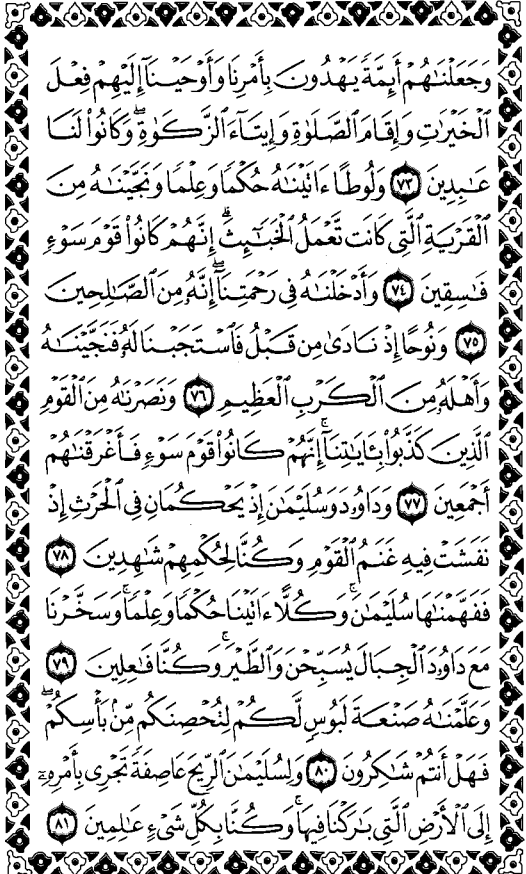 وَجَعَلْنَٰهُمْ أَئِمَّةً يَهْدُونَ بِأَمْرِنَا وَأَوْحَيْنَآ إِلَيْهِمْ فِعْلَ
ٱلْخَيْرَٰتِ وَإِقَامَ ٱلصَّلَوٰةِ وَإِيتَآءَ ٱلزَّكَوٰةِ ۖ وَكَانُوا۟ لَنَا
عَٰبِدِينَ ﴿٧٣﴾ وَلُوطًا ءَاتَيْنَٰهُ حُكْمًا وَعِلْمًا وَنَجَّيْنَٰهُ مِنَ
ٱلْقَرْيَةِ ٱلَّتِى كَانَت تَّعْمَلُ ٱلْخَبَٰٓئِثَ ۗ إِنَّهُمْ كَانُوا۟ قَوْمَ سَوْءٍ
فَٰسِقِينَ ﴿٧٤﴾ وَأَدْخَلْنَٰهُ فِى رَحْمَتِنَآ ۖ إِنَّهُۥ مِنَ ٱلصَّٰلِحِينَ
﴿٧٥﴾ وَنُوحًا إِذْ نَادَىٰ مِن قَبْلُ فَٱسْتَجَبْنَا لَهُۥ فَنَجَّيْنَٰهُ
وَأَهْلَهُۥ مِنَ ٱلْكَرْبِ ٱلْعَظِيمِ ﴿٧٦﴾ وَنَصَرْنَٰهُ مِنَ ٱلْقَوْمِ
ٱلَّذِينَ كَذَّبُوا۟ بِـَٔايَٰتِنَآ ۚ إِنَّهُمْ كَانُوا۟ قَوْمَ سَوْءٍ فَأَغْرَقْنَٰهُمْ
أَجْمَعِينَ ﴿٧٧﴾ وَدَاوُۥدَ وَسُلَيْمَٰنَ إِذْ يَحْكُمَانِ فِى ٱلْحَرْثِ إِذْ
نَفَشَتْ فِيهِ غَنَمُ ٱلْقَوْمِ وَكُنَّا لِحُكْمِهِمْ شَٰهِدِينَ ﴿٧٨﴾
فَفَهَّمْنَٰهَا سُلَيْمَٰنَ ۚ وَكُلًّا ءَاتَيْنَا حُكْمًا وَعِلْمًا ۚ وَسَخَّرْنَا
مَعَ دَاوُۥدَ ٱلْجِبَالَ يُسَبِّحْنَ وَٱلطَّيْرَ ۚ وَكُنَّا فَٰعِلِينَ ﴿٧٩﴾
وَعَلَّمْنَٰهُ صَنْعَةَ لَبُوسٍ لَّكُمْ لِتُحْصِنَكُم مِّنۢ بَأْسِكُمْ ۖ
فَهَلْ أَنتُمْ شَٰكِرُونَ ﴿٨٠﴾ وَلِسُلَيْمَٰنَ ٱلرِّيحَ عَاصِفَةً تَجْرِى بِأَمْرِهِۦٓ
إِلَى ٱلْأَرْضِ ٱلَّتِى بَٰرَكْنَا فِيهَا ۚ وَكُنَّا بِكُلِّ شَىْءٍ عَٰلِمِينَ ﴿٨١﴾